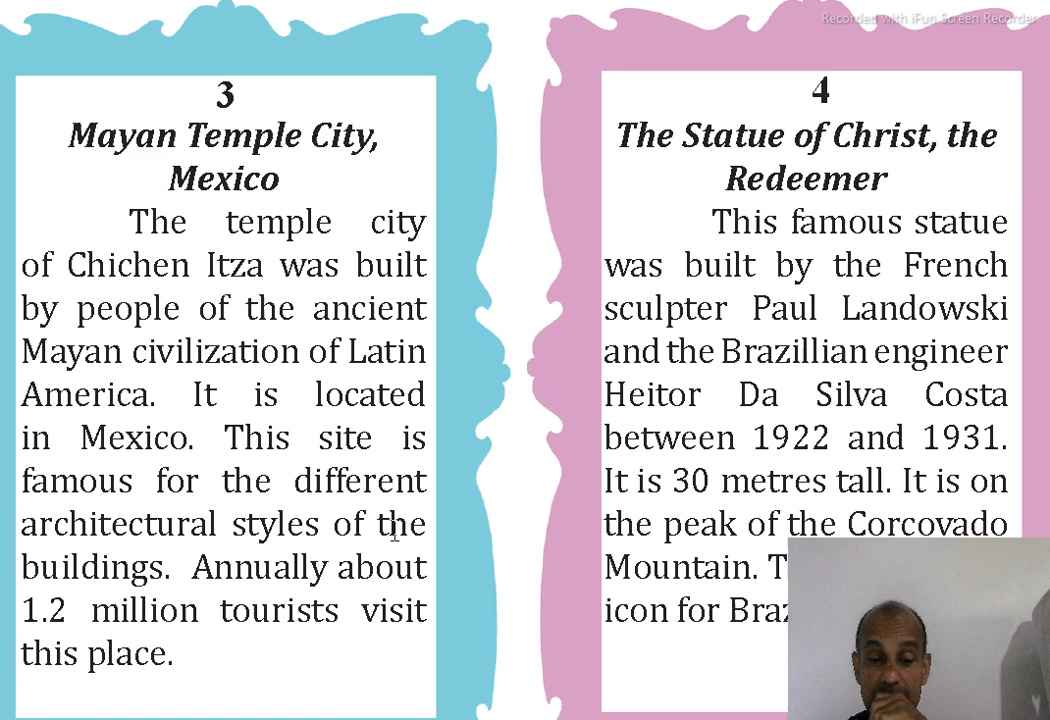 Recorded with iFun Screen Recorder
3
Mayan Temple City,
Mexico
The temple city
of Chichen Itza was built
by people of the ancient
Mayan civilization of Latin
America. It is located
in Mexico. This site is
famous for the different
architectural styles of the
buildings. Annually about
1.2 million tourists visit
this place.
4
The Statue of Christ, the
Redeemer
This famous statue
was built by the French
sculpter Paul Landowski
and the Brazillian engineer
Heitor Da Silva Costa
between 1922 and 1931.
It is 30 metres tall. It is on
the peak of the Corcovado
Mountain.
icon for